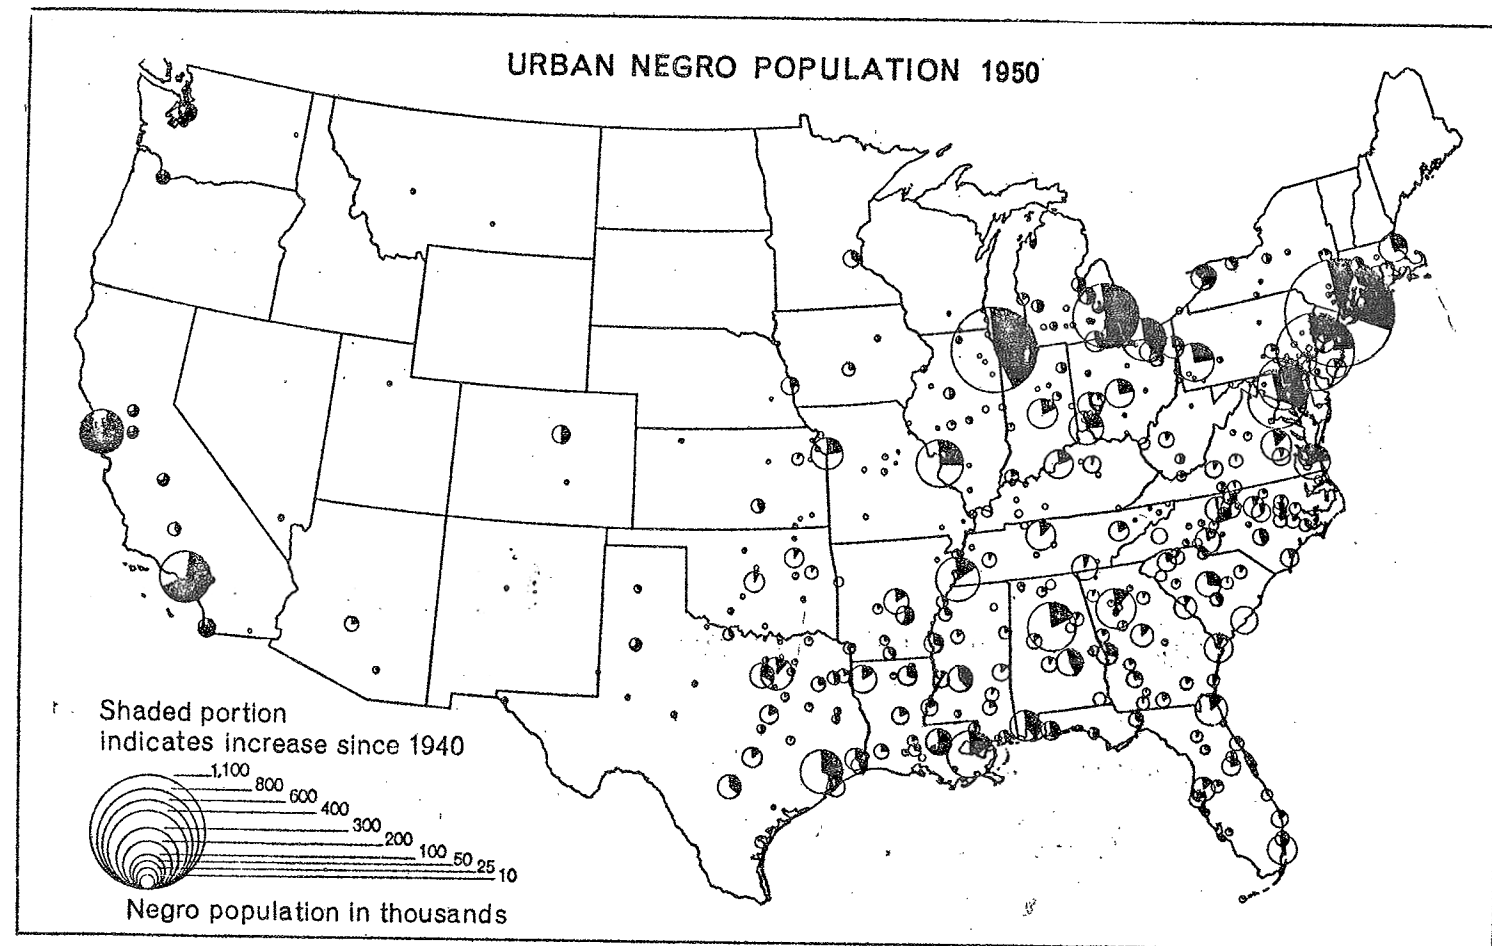 URBAN NEGRO POPULATION 1950
Shaded portion
indicates increase since 1940
1,100
800
600
400
300
200
100
50
25
10
Negro population in thousands